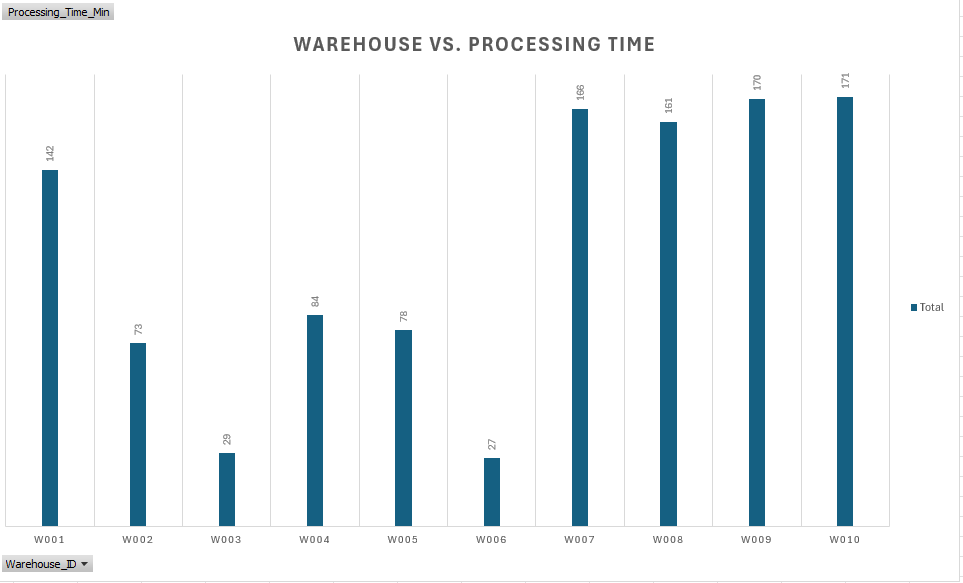 Processing_Time_Min
WAREHOUSE VS. PROCESSING TIME
142
73
29
84
78
27
166
161
170
171
Total
W001 W002 W003 W004 W005 W006 W007 W008 W009 W010
Warehouse_ID